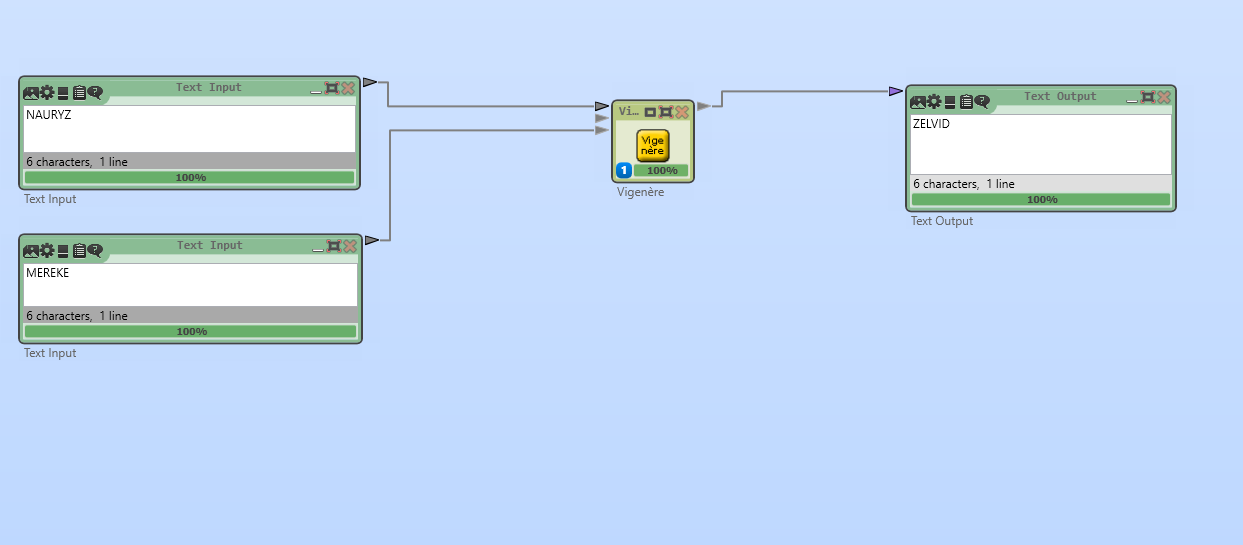 Text Input
NAURYZ
6 characters, 1 line
100%
Text Input
Text Input
MEREKE
6 characters, 1 line
100%
Text Input
Vi...
Vige
nère
1
100%
Vigenère
Text Output
ZELVID
6 characters, 1 line
100%
Text Output